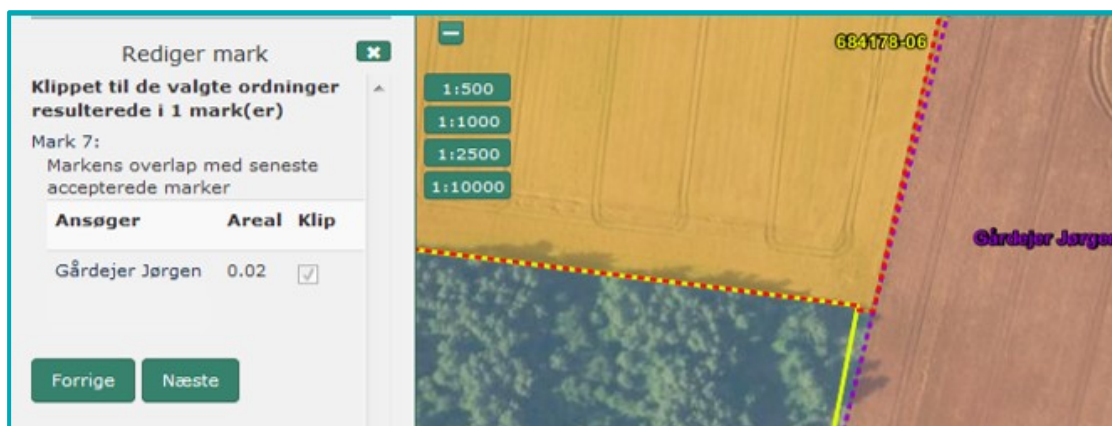 Rediger mark
Klippet til de valgte ordninger
resulterede i 1 mark(er)
Mark 7:
Markens overlap med seneste
accepterede marker
Ansøger Areal Klip
Gårdejer Jørgen 0.02
Forrige Næste
1:500
1:1000
1:2500
1:10000
684178-06
Gårdejer Jørgen